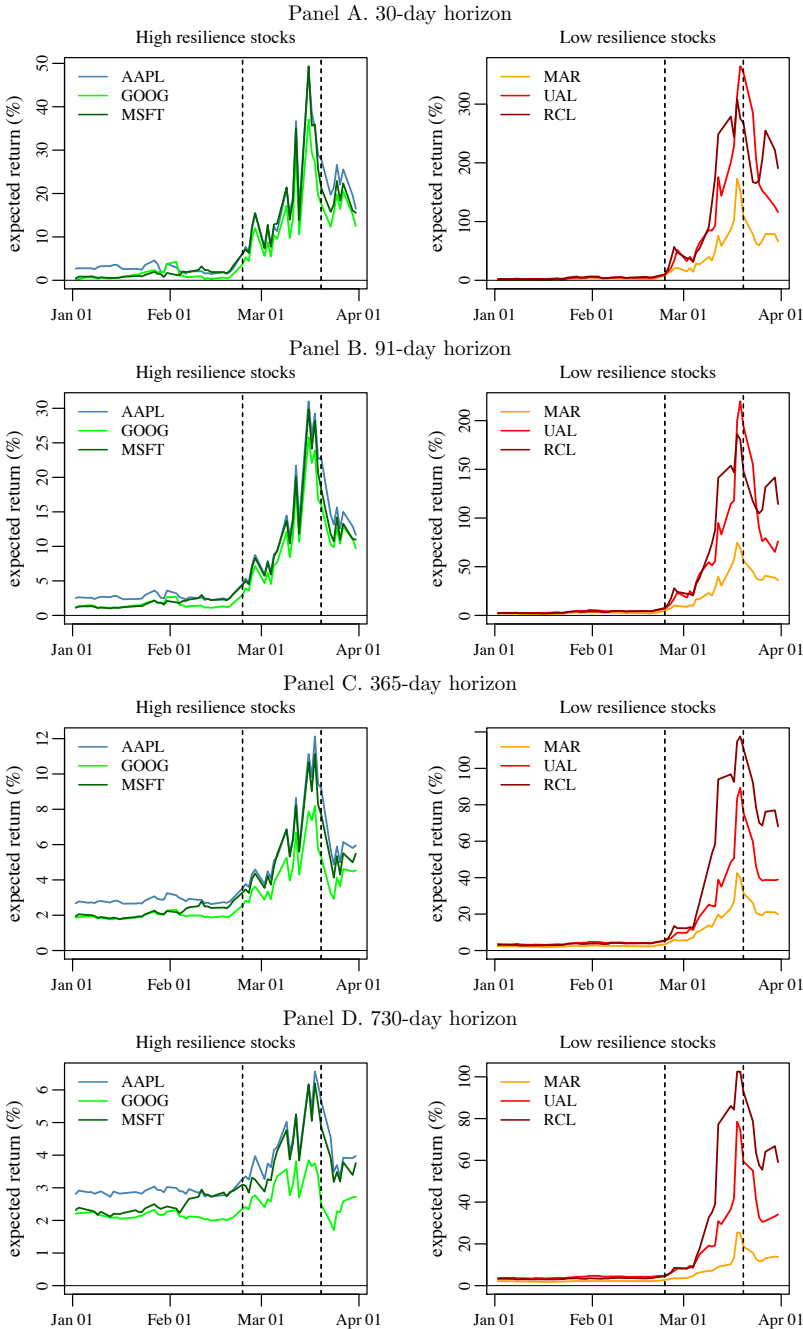 Panel A. 30-day horizon
High resilience stocks
expected return (%)
50
40
30
20
10
0
AAPL
GOOG
MSFT
Jan 01 Feb 01 Mar 01 Apr 01
Low resilience stocks
expected return (%)
300
200
100
0
MAR
UAL
RCL
Jan 01 Feb 01 Mar 01 Apr 01
Panel B. 91-day horizon
High resilience stocks
expected return (%)
30
25
20
15
10
5
0
AAPL
GOOG
MSFT
Jan 01 Feb 01 Mar 01 Apr 01
Low resilience stocks
expected return (%)
200
150
100
50
0
MAR
UAL
RCL
Jan 01 Feb 01 Mar 01 Apr 01
Panel C. 365-day horizon
High resilience stocks
expected return (%)
12
10
8
6
4
2
0
AAPL
GOOG
MSFT
Jan 01 Feb 01 Mar 01 Apr 01
Low resilience stocks
expected return (%)
100
80
60
40
20
0
MAR
UAL
RCL
Jan 01 Feb 01 Mar 01 Apr 01
Panel D. 730-day horizon
High resilience stocks
expected return (%)
6
5
4
3
2
1
0
AAPL
GOOG
MSFT
Jan 01 Feb 01 Mar 01 Apr 01
Low resilience stocks
expected return (%)
100
80
60
40
20
0
MAR
UAL
RCL
Jan 01 Feb 01 Mar 01 Apr 01